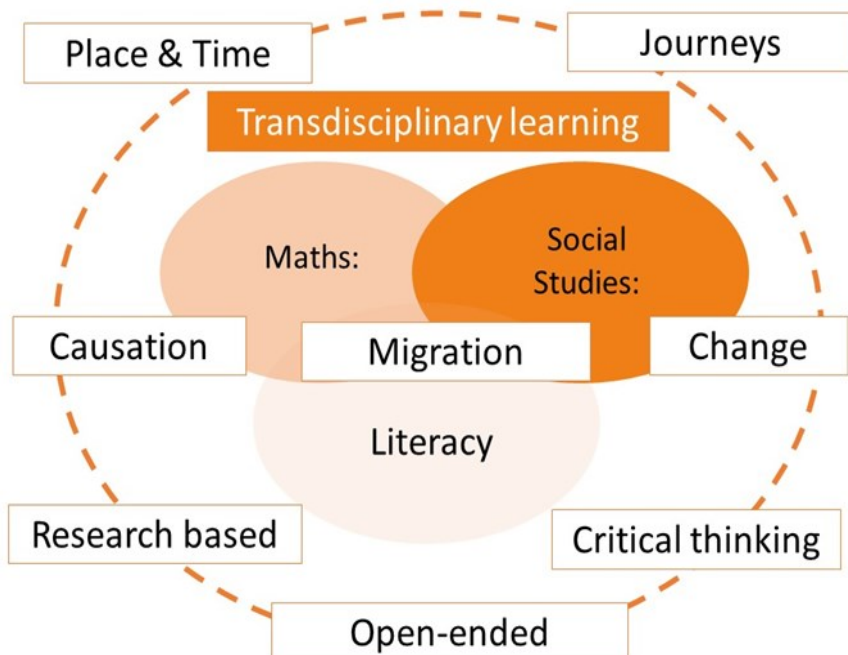 Place & Time
Journeys
Transdisciplinary learning
Maths:
Social
Studies:
Causation
Migration
Change
Literacy
Research based
Critical thinking
Open-ended